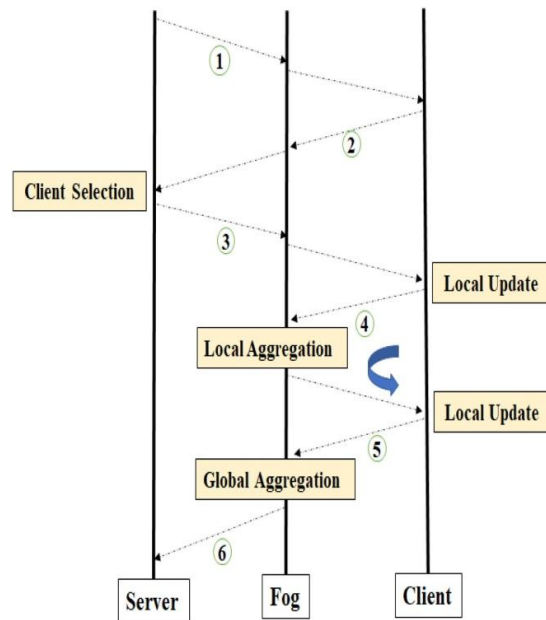 1
2
Client Selection
3
Local Update
4
Local Aggregation
Local Update
5
Global Aggregation
6
Server
Fog
Client